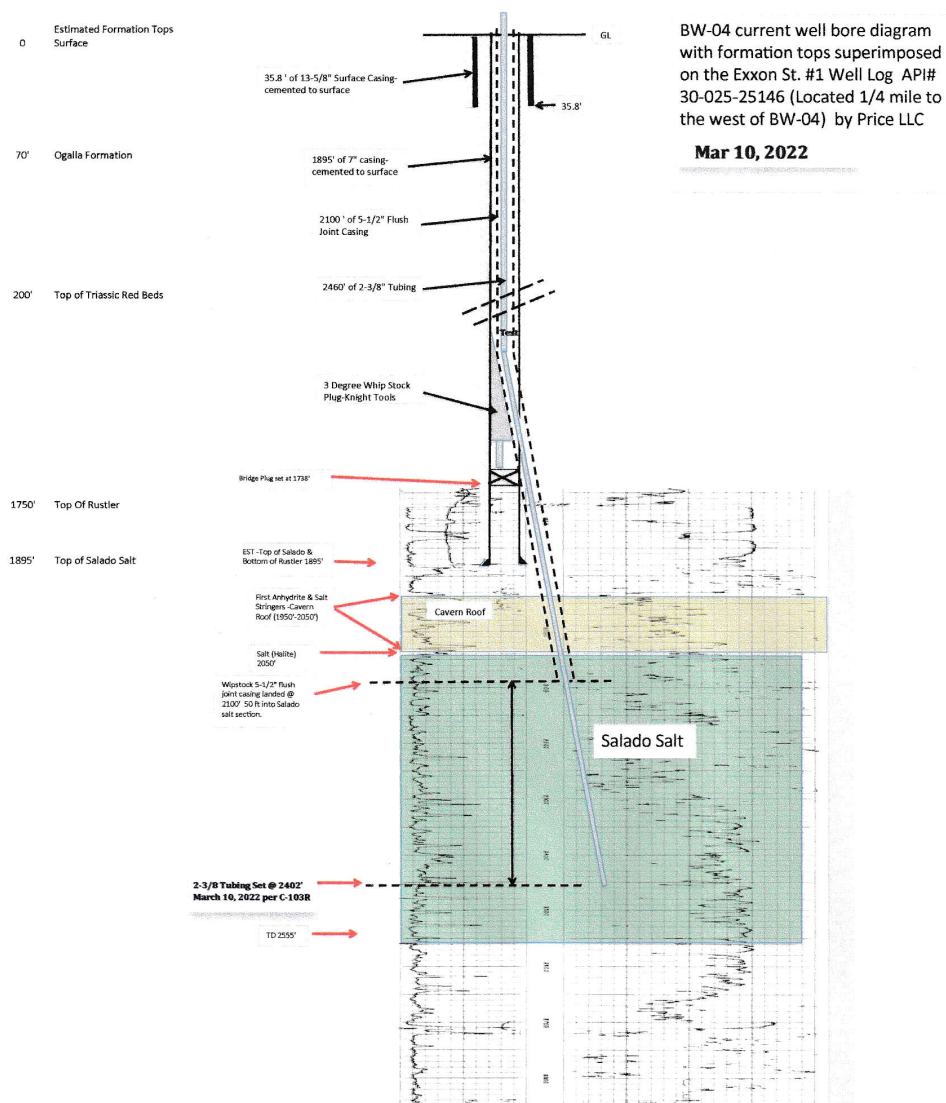 Estimated Formation Tops
0 Surface
GL
BW-04 current well bore diagram
with formation tops superimposed
on the Exxon St. #1 Well Log API#
30-025-25146 (Located 1/4 mile to
the west of BW-04) by Price LLC
Mar 10, 2022
35.8 ' of 13-5/8" Surface Casing-
cemented to surface
35.8'
70' Ogalla Formation
1895' of 7" casing-
cemented to surface
2100 ' of 5-1/2" Flush
Joint Casing
2460' of 2-3/8" Tubing
200' Top of Triassic Red Beds
Text
3 Degree Whip Stock
Plug-Knight Tools
Bridge Plug set at 1738'
1750' Top Of Rustler
1895' Top of Salado Salt
EST -Top of Salado &
Bottom of Rustler 1895'
First Anhydrite & Salt
Stringers -Cavern
Roof (1950'-2050')
Cavern Roof
Salt (Halite)
2050'
Wipstock 5-1/2" flush
joint casing landed @
2100' 50 ft into Salado
salt section.
Salado Salt
2-3/8 Tubing Set @ 2402'
March 10, 2022 per C-103R
TD 2555'